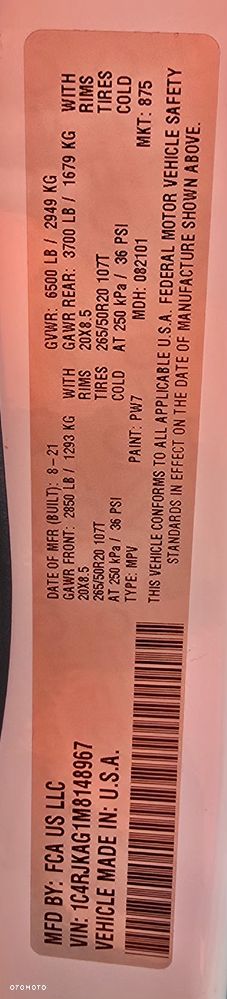 MFD BY: FCA US LLC
DATE OF MFR (BUILT): 8-21
GVWR: 6500 LB / 2949 KG
GAWR FRONT: 2850 LB / 1293 KG WITH
GAWR REAR: 3700 LB / 1679 KG WITH
20X8.5 RIMS
20X8.5 RIMS
265/50R20 107T TIRES
265/50R20 107T TIRES
AT 250 kPa / 36 PSI COLD
AT 250 kPa / 36 PSI COLD
VIN: 1C4RJKAG1M8148967
TYPE: MPV
PAINT: PW7
MDH: 082101
MKT: 875
VEHICLE MADE IN: U.S.A.
THIS VEHICLE CONFORMS TO ALL APPLICABLE U.S.A. FEDERAL MOTOR VEHICLE SAFETY
STANDARDS IN EFFECT ON THE DATE OF MANUFACTURE SHOWN ABOVE.
OTOMOTO